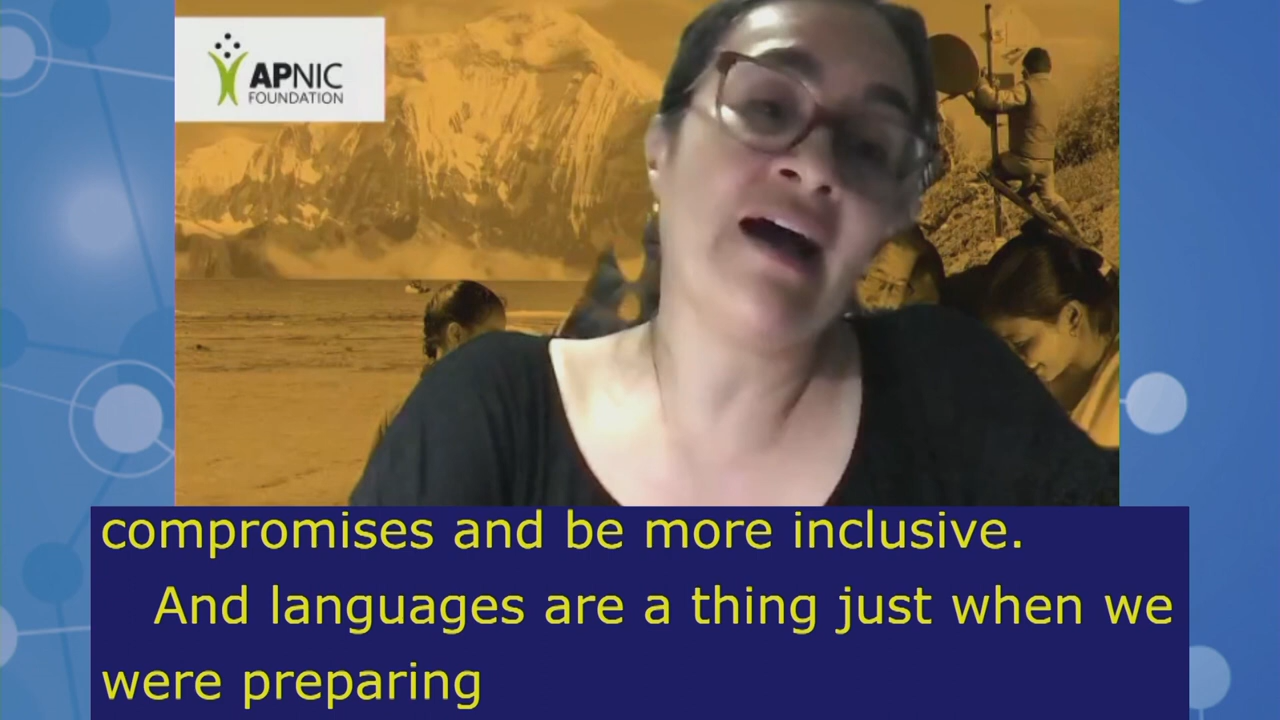 APNIC
FOUNDATION
compromises and be more inclusive.
And languages are a thing just when we
were preparing